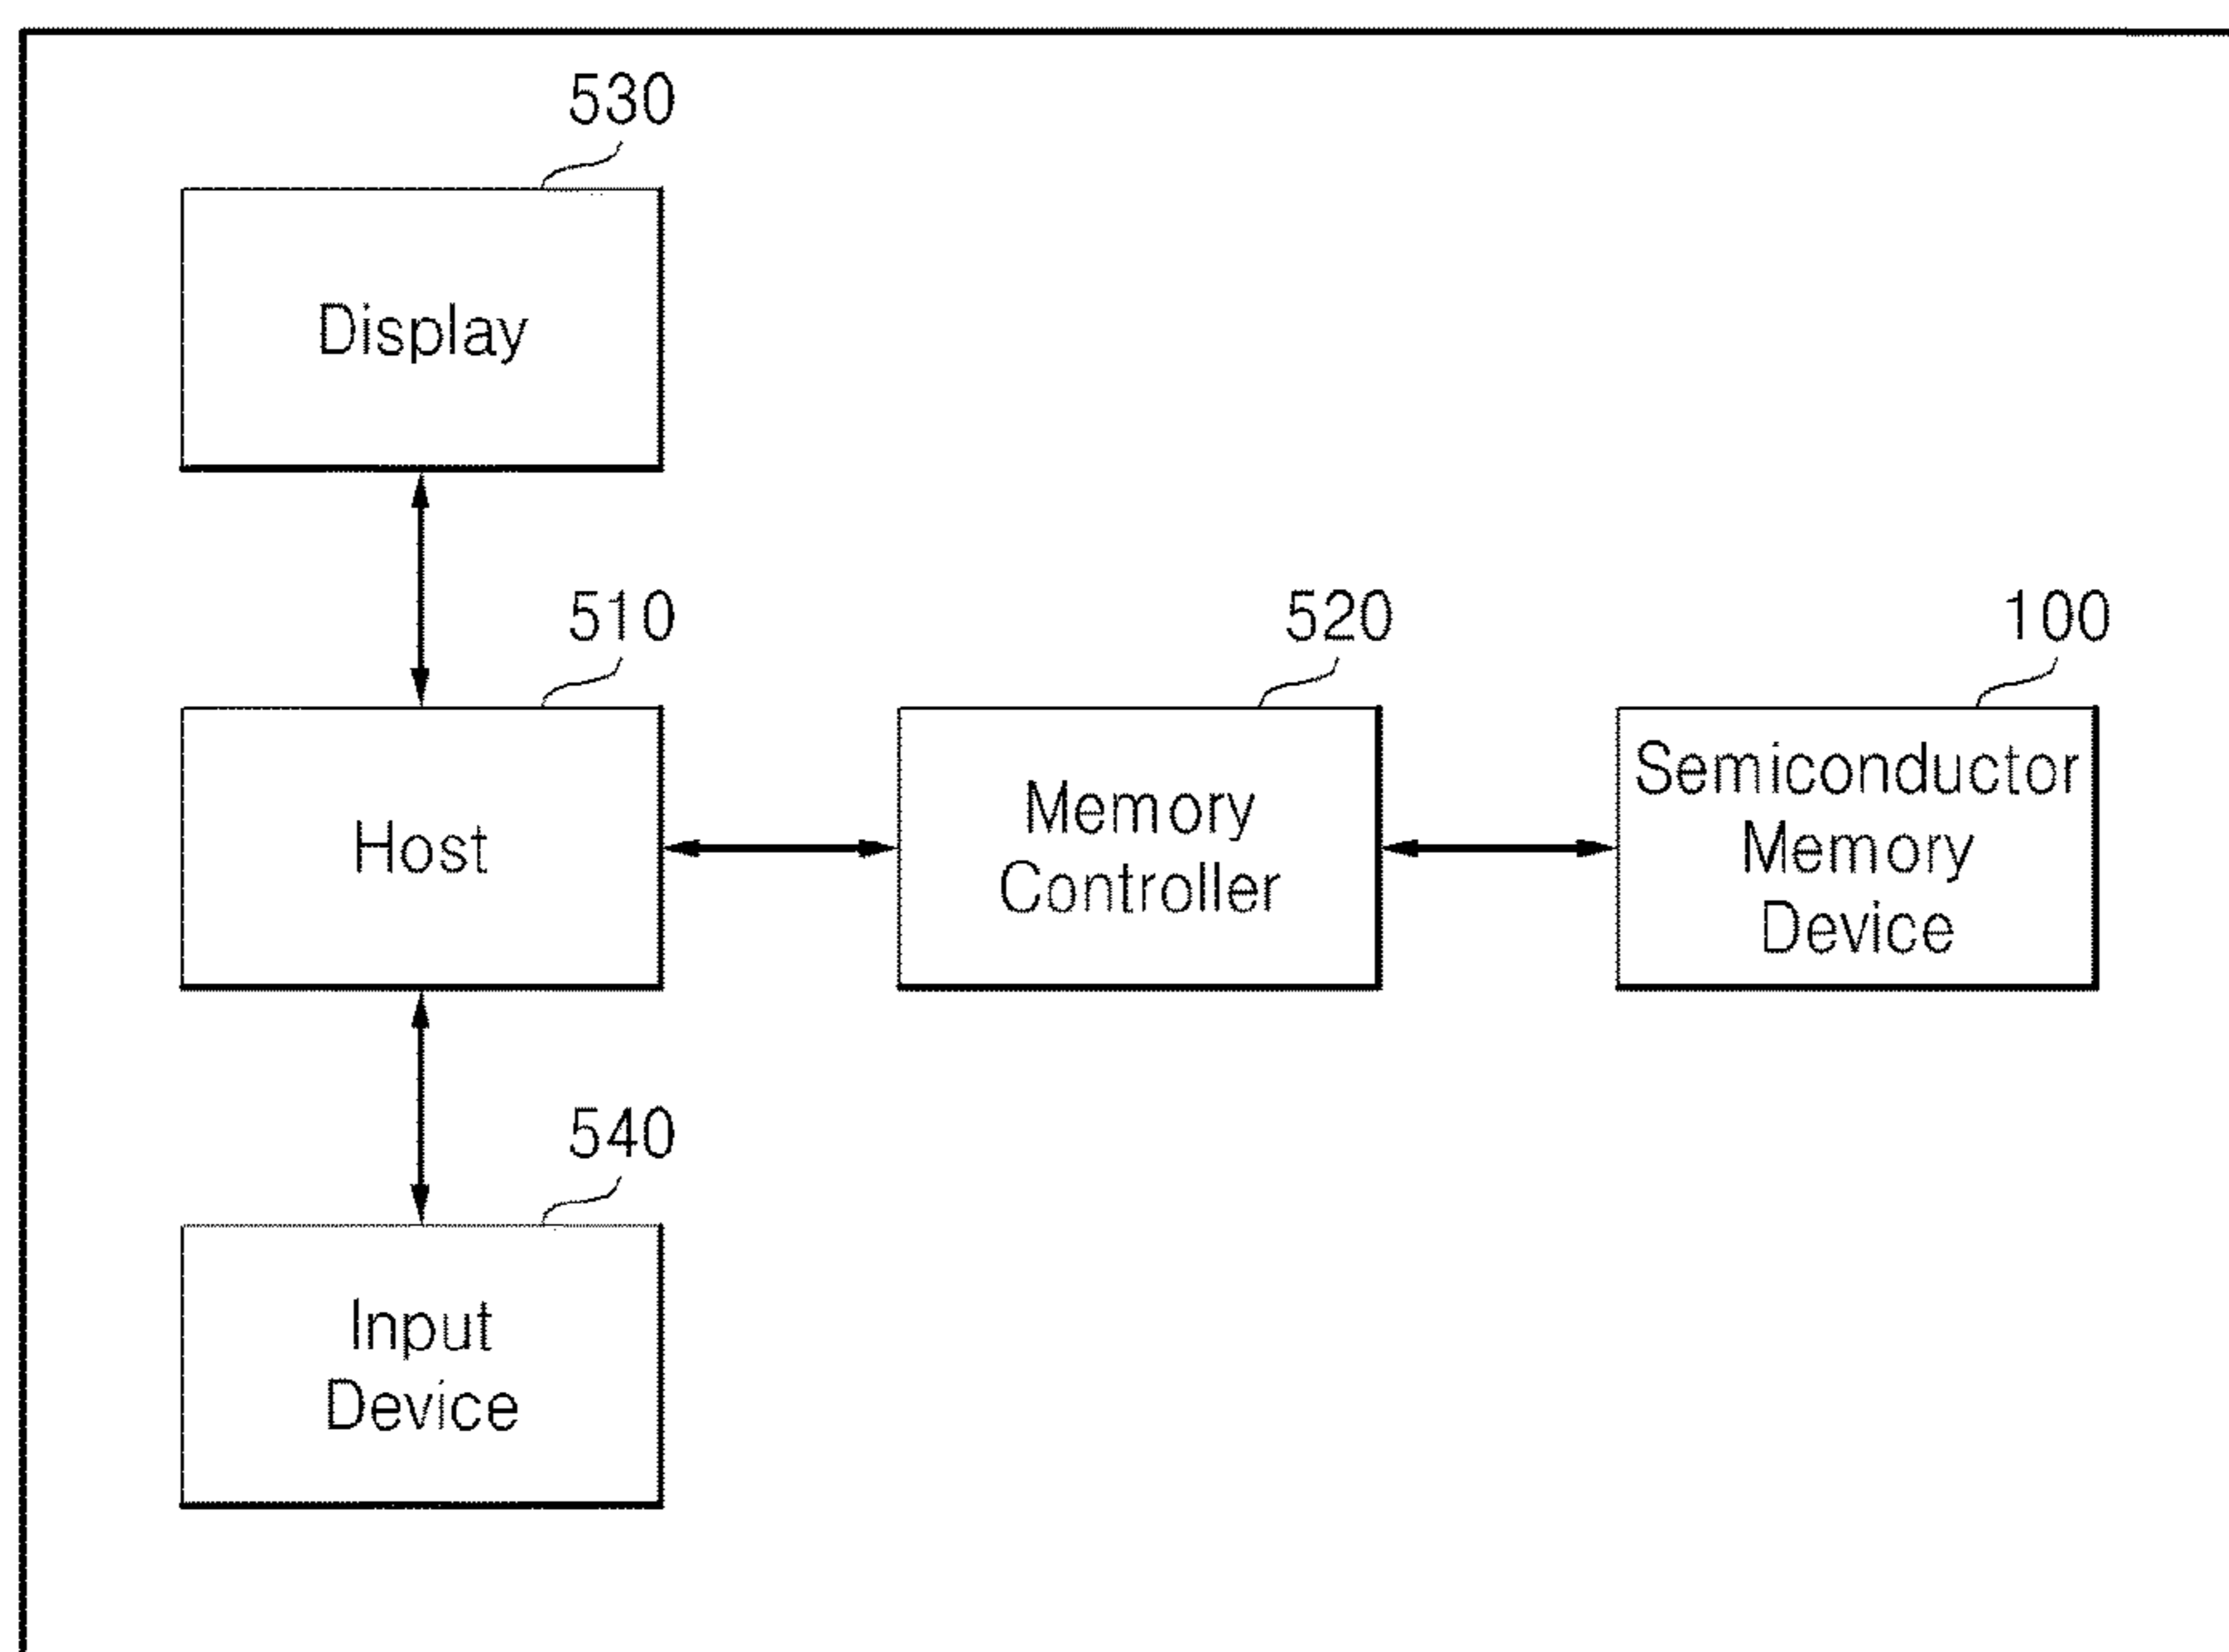 530
Display
510
Host
520
Memory
Controller
100
Semiconductor
Memory
Device
540
Input
Device